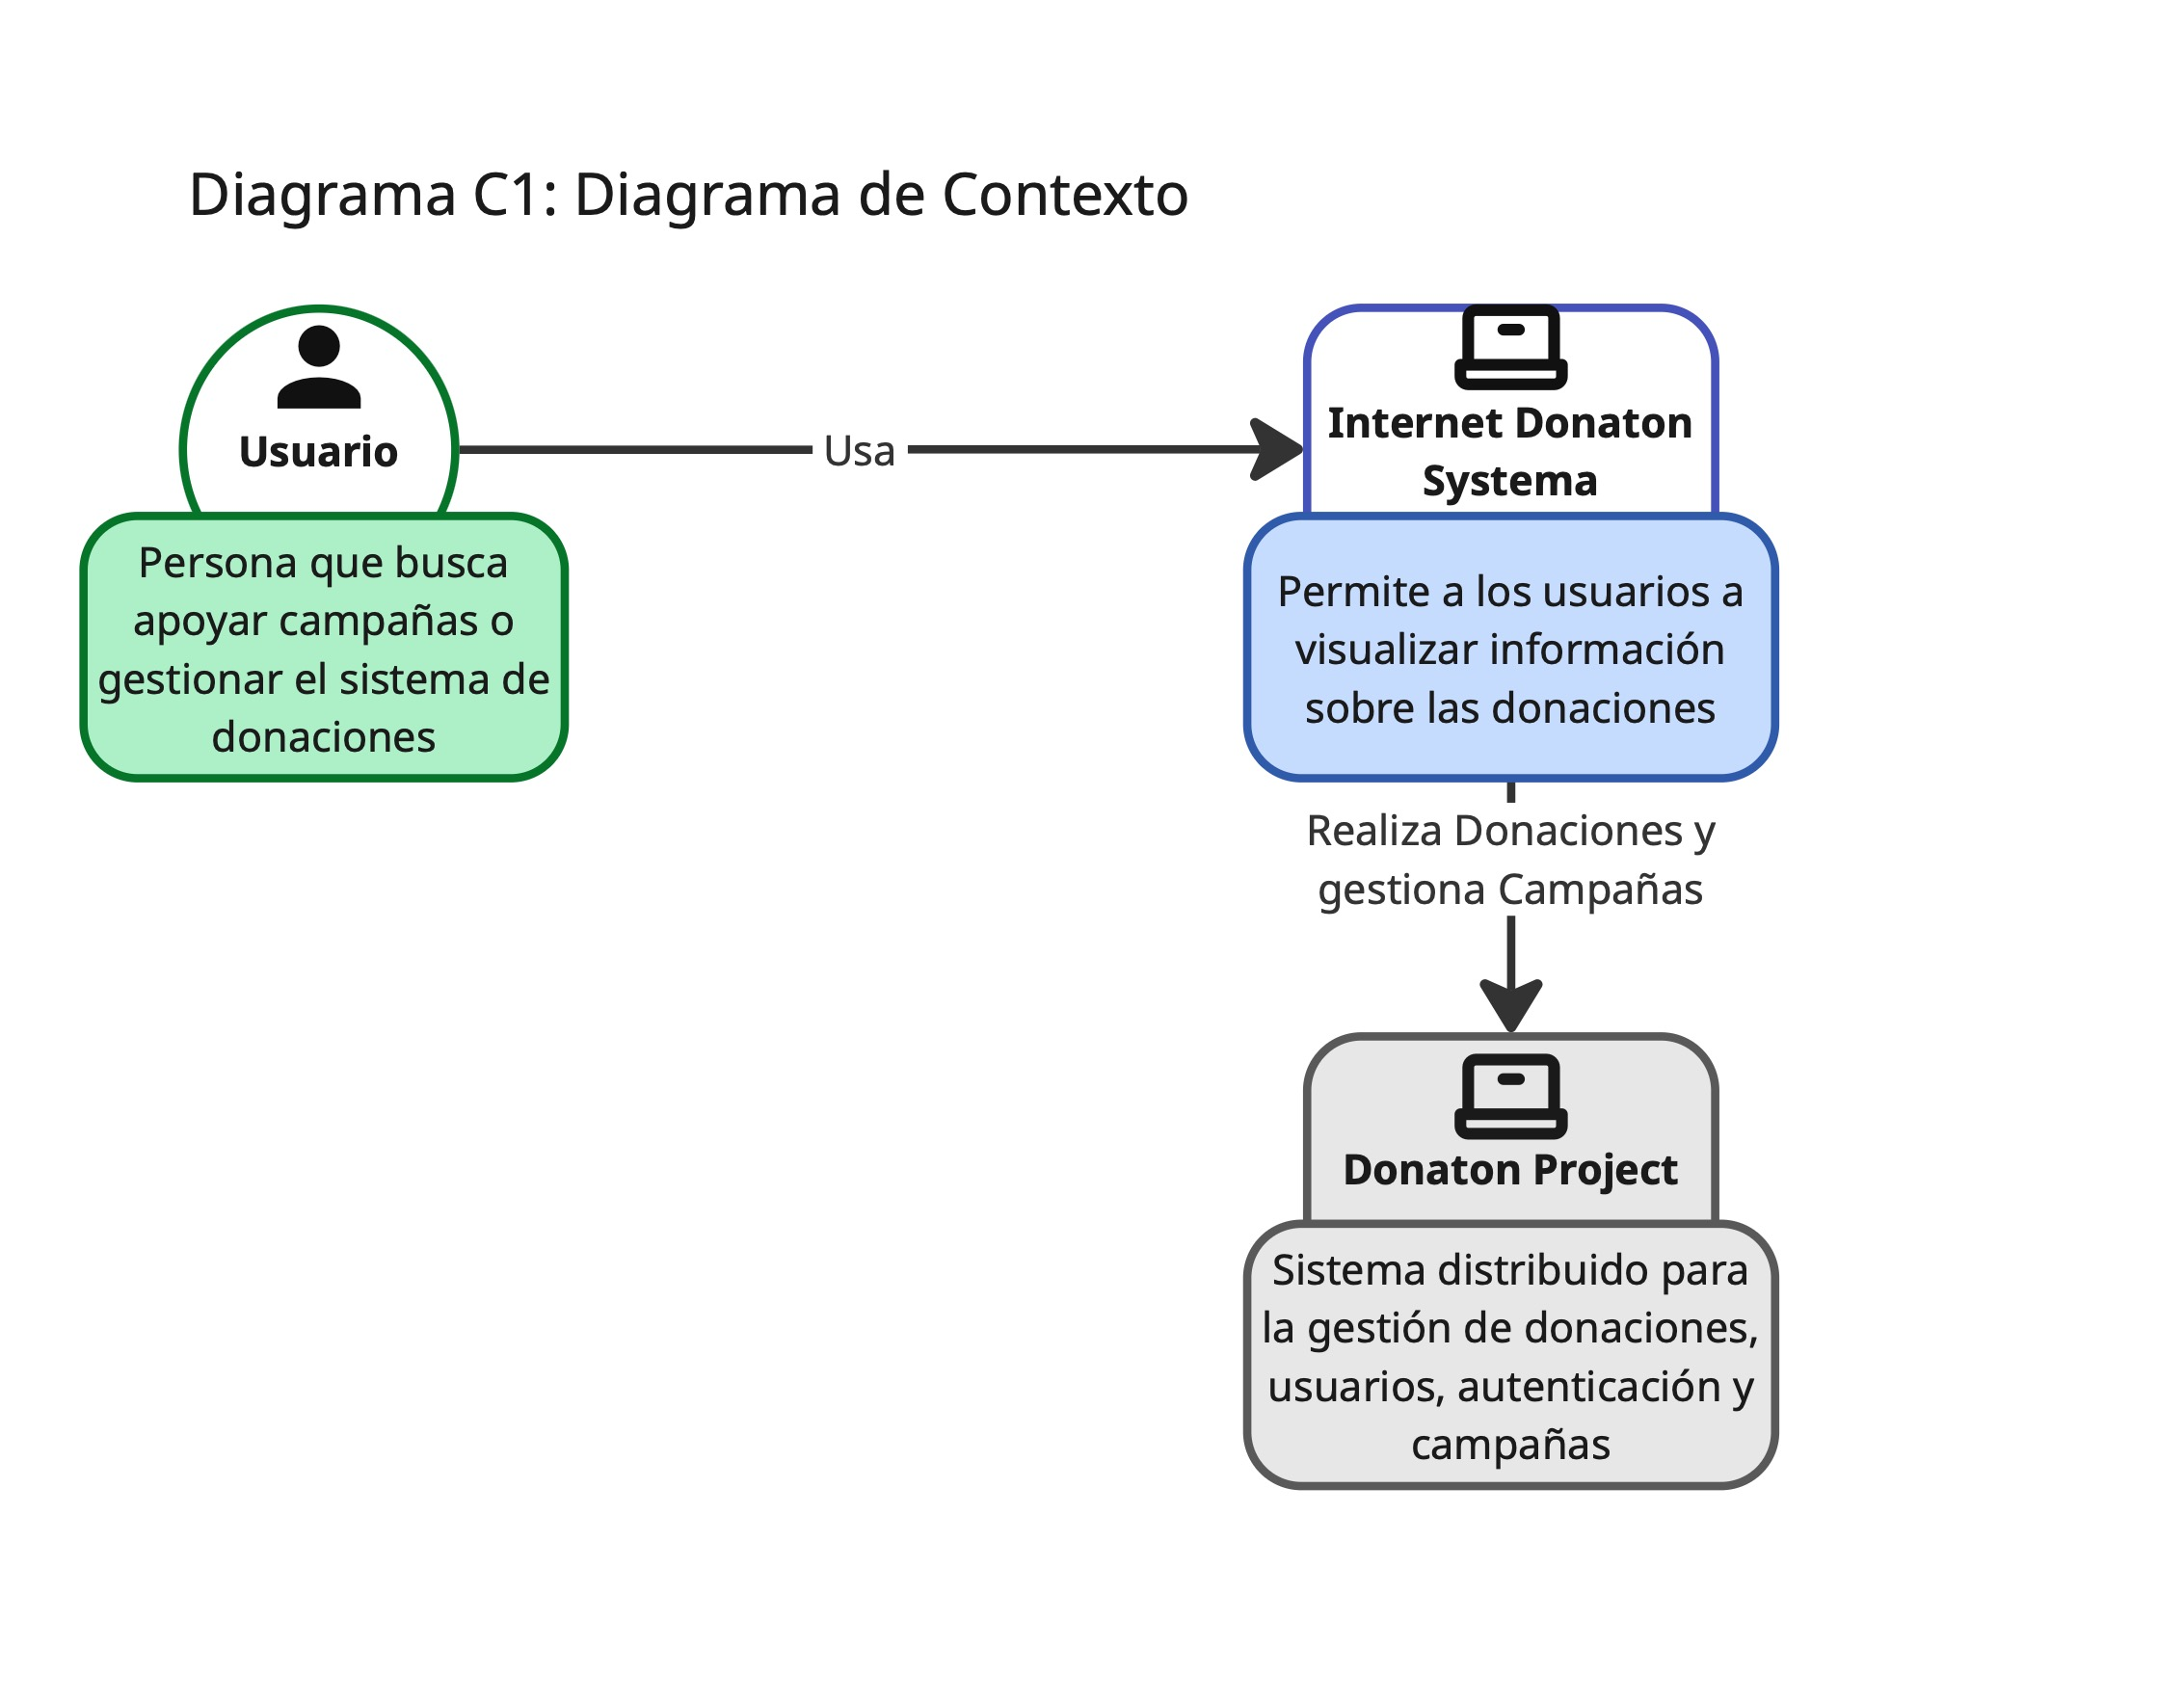 Diagrama C1: Diagrama de Contexto
Usuario
Persona que busca
apoyar campañas o
gestionar el sistema de
donaciones
Usa
Internet Donaton
Systema
Permite a los usuarios a
visualizar información
sobre las donaciones
Realiza Donaciones y
gestiona Campañas
Donaton Project
Sistema distribuido para
la gestión de donaciones,
usuarios, autenticación y
campañas